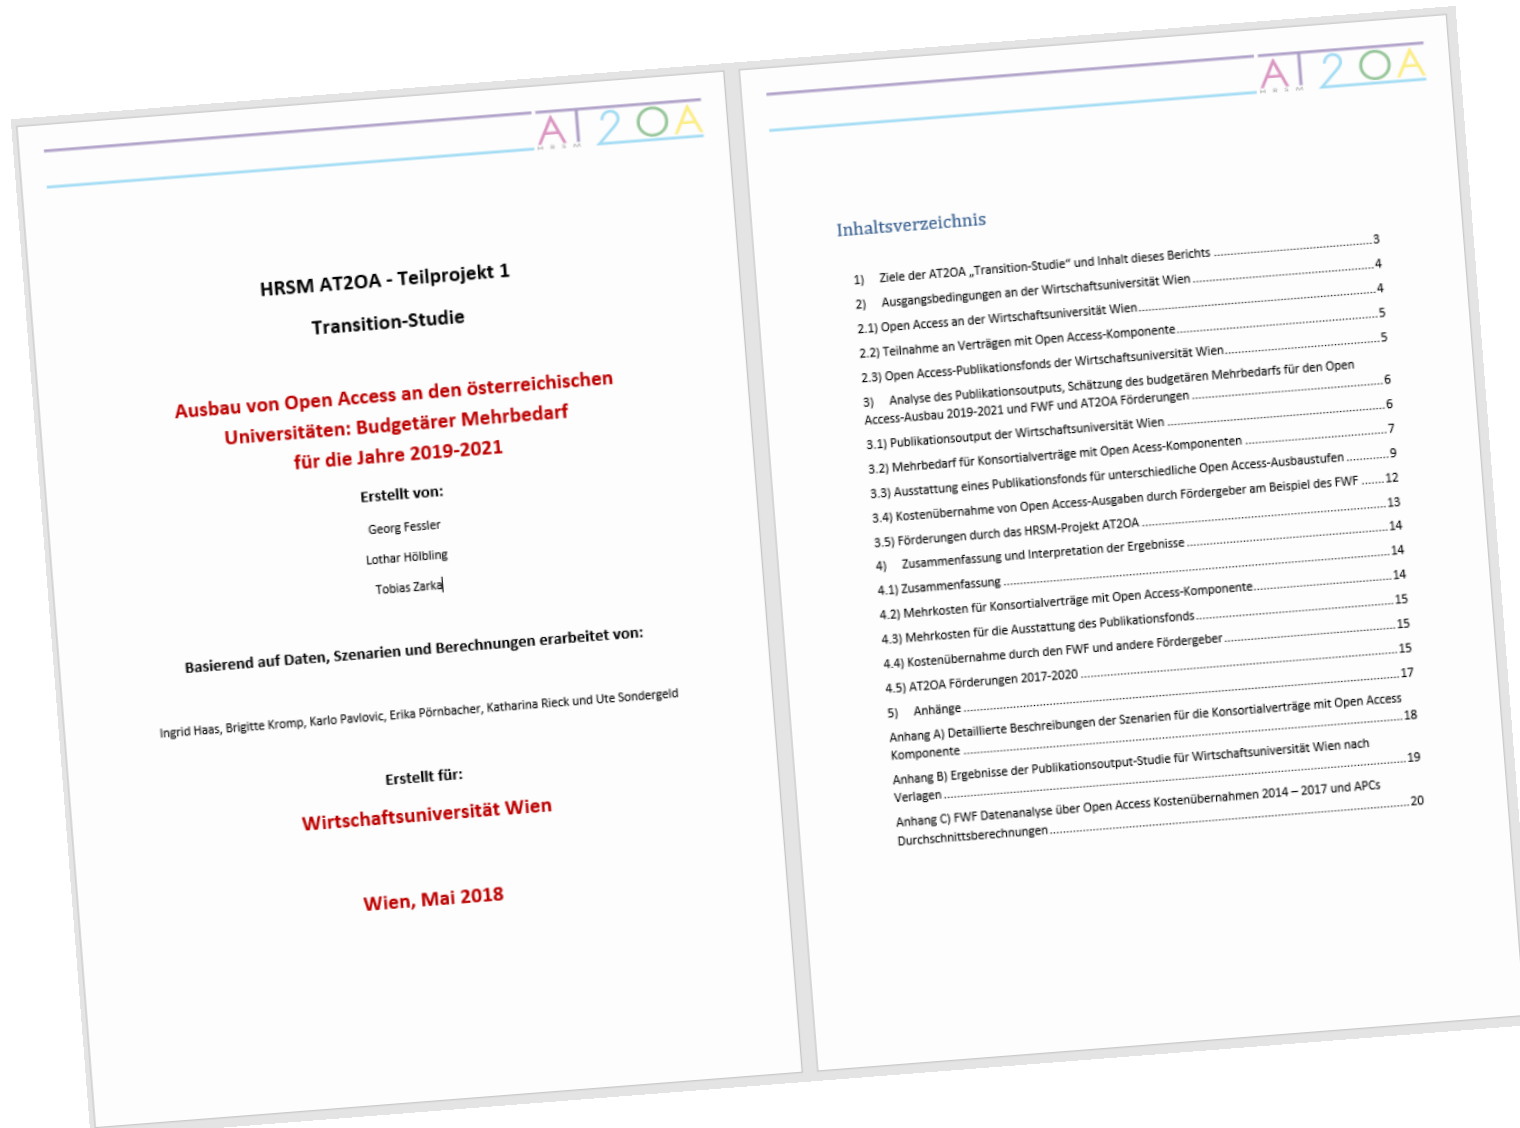 AT2OA
HRSM
HRSM AT2OA - Teilprojekt 1
Transition-Studie
Ausbau von Open Access an den österreichischen
Universitäten: Budgetärer Mehrbedarf
für die Jahre 2019-2021
Erstellt von:
Georg Fessler
Lothar Hölbling
Tobias Zarka
Basierend auf Daten, Szenarien und Berechnungen erarbeitet von:
Ingrid Haas, Brigitte Kromp, Karlo Pavlovic, Erika Pörnbacher, Katharina Rieck und Ute Sondergeld
Erstellt für:
Wirtschaftsuniversität Wien
Wien, Mai 2018
AT2OA
HRSM
Inhaltsverzeichnis
1) Ziele der AT2OA „Transition-Studie“ und Inhalt dieses Berichts ........ 3
2) Ausgangsbedingungen an der Wirtschaftsuniversität Wien ........ 4
2.1) Open Access an der Wirtschaftsuniversität Wien ........ 4
2.2) Teilnahme an Verträgen mit Open Access-Komponente ........ 5
2.3) Open Access-Publikationsfonds der Wirtschaftsuniversität Wien ........ 5
3) Analyse des Publikationsoutputs, Schätzung des budgetären Mehrbedarfs für den Open
Access-Ausbau 2019-2021 und FWF und AT2OA Förderungen ........ 6
3.1) Publikationsoutput der Wirtschaftsuniversität Wien ........ 6
3.2) Mehrbedarf für Konsortialverträge mit Open Acess-Komponenten ........ 7
3.3) Ausstattung eines Publikationsfonds für unterschiedliche Open Access-Ausbaustufen ........ 9
3.4) Kostenübernahme von Open Access-Ausgaben durch Fördergeber am Beispiel des FWF ........ 12
3.5) Förderungen durch das HRSM-Projekt AT2OA ........ 13
4) Zusammenfassung und Interpretation der Ergebnisse ........ 14
4.1) Zusammenfassung ........ 14
4.2) Mehrkosten für Konsortialverträge mit Open Access-Komponente ........ 14
4.3) Mehrkosten für die Ausstattung des Publikationsfonds ........ 15
4.4) Kostenübernahme durch den FWF und andere Fördergeber ........ 15
4.5) AT2OA Förderungen 2017-2020 ........ 15
5) Anhänge ........ 17
Anhang A) Detaillierte Beschreibungen der Szenarien für die Konsortialverträge mit Open Access
Komponente ........ 18
Anhang B) Ergebnisse der Publikationsoutput-Studie für Wirtschaftsuniversität Wien nach
Verlagen ........ 19
Anhang C) FWF Datenanalyse über Open Access Kostenübernahmen 2014 – 2017 und APCs
Durchschnittsberechnungen ........ 20